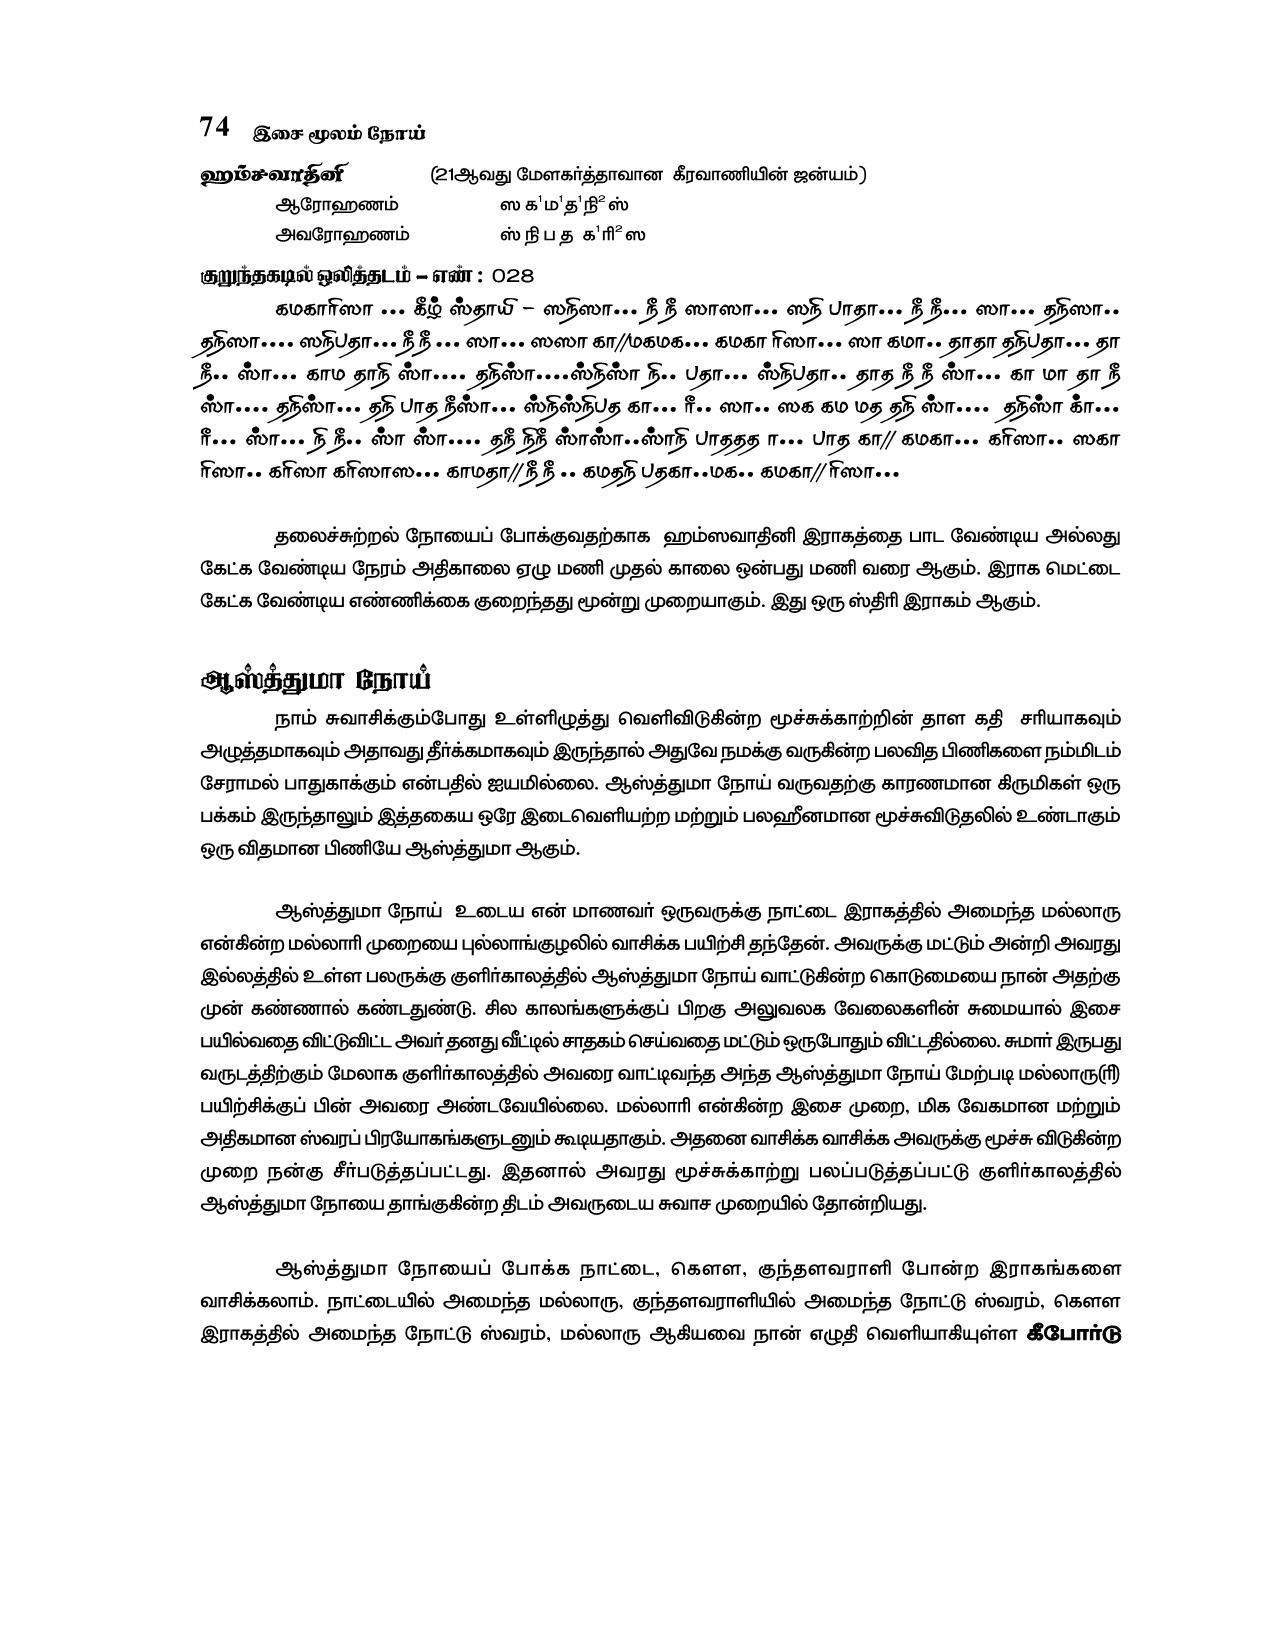 74 இசை மூலம் நோய்
ஹம்சவாதினி (21ஆவது மேளகர்த்தாவான கீரவாணியின் ஜன்யம்)
ஆரோஹணம் ஸ க¹ம¹த¹நி²ஸ்
அவரோஹணம் ஸ் நி ப த க¹ரி²ஸ
குறுந்தகடில் ஒலித்தடம் – எண் : 028
கமகாரிஸா ... கீழ் ஸ்தாயி – ஸநிஸா... நீ நீ ஸாஸா... ஸநி பாதா... நீ நீ... ஸா... தநிஸா..
தநிஸா.... ஸநிபதா... நீ நீ ... ஸா... ஸஸா கா//மகமக... கமகா ரிஸா... ஸா கமா.. தாதா தநிபதா... தா
நீ.. ஸ்ா... காம தாநி ஸ்ா.... தநிஸ்ா....ஸ்நிஸ்ா நி.. பதா... ஸ்நிபதா.. தாத நீ நீ ஸ்ா... கா மா தா நீ
ஸ்ா.... தநிஸ்ா... தநி பாத நீஸ்ா... ஸ்நிஸ்நிபத கா... ரீ.. ஸா.. ஸக கம மத தநி ஸ்ா.... தநிஸ்ா க்ா...
ரீ... ஸ்ா... நி நீ.. ஸ்ா ஸ்ா.... தநீ நிநீ ஸ்ாஸ்ா..ஸ்ாநி பாததத ா... பாத கா// கமகா... கரிஸா.. ஸகா
ரிஸா.. கரிஸா கரிஸாஸ... காமதா//நீ நீ .. கமதநி பதகா..மக.. கமகா// ரிஸா...
தலைச்சுற்றல் நோயைப் போக்குவதற்காக ஹம்ஸவாதினி இராகத்தை பாட வேண்டிய அல்லது
கேட்க வேண்டிய நேரம் அதிகாலை ஏழு மணி முதல் காலை ஒன்பது மணி வரை ஆகும். இராக மெட்டை
கேட்க வேண்டிய எண்ணிக்கை குறைந்தது மூன்று முறையாகும். இது ஒரு ஸ்திரி இராகம் ஆகும்.
ஆஸ்த்துமா நோய்
நாம் சுவாசிக்கும்போது உள்ளிழுத்து வெளிவிடுகின்ற மூச்சுக்காற்றின் தாள கதி சரியாகவும்
அழுத்தமாகவும் அதாவது தீர்க்கமாகவும் இருந்தால் அதுவே நமக்கு வருகின்ற பலவித பிணிகளை நம்மிடம்
சேராமல் பாதுகாக்கும் என்பதில் ஐயமில்லை. ஆஸ்த்துமா நோய் வருவதற்கு காரணமான கிருமிகள் ஒரு
பக்கம் இருந்தாலும் இத்தகைய ஒரே இடைவெளியற்ற மற்றும் பலஹீனமான மூச்சுவிடுதலில் உண்டாகும்
ஒரு விதமான பிணியே ஆஸ்த்துமா ஆகும்.
ஆஸ்த்துமா நோய் உடைய என் மாணவர் ஒருவருக்கு நாட்டை இராகத்தில் அமைந்த மல்லாரு
என்கின்ற மல்லாரி முறையை புல்லாங்குழலில் வாசிக்க பயிற்சி தந்தேன். அவருக்கு மட்டும் அன்றி அவரது
இல்லத்தில் உள்ள பலருக்கு குளிர்காலத்தில் ஆஸ்த்துமா நோய் வாட்டுகின்ற கொடுமையை நான் அதற்கு
முன் கண்ணால் கண்டதுண்டு. சில காலங்களுக்குப் பிறகு அலுவலக வேலைகளின் சுமையால் இசை
பயில்வதை விட்டுவிட்ட அவர் தனது வீட்டில் சாதகம் செய்வதை மட்டும் ஒருபோதும் விட்டதில்லை. சுமார் இருபது
வருடத்திற்கும் மேலாக குளிர்காலத்தில் அவரை வாட்டிவந்த அந்த ஆஸ்த்துமா நோய் மேற்படி மல்லாரு(ரி)
பயிற்சிக்குப் பின் அவரை அண்டவேயில்லை. மல்லாரி என்கின்ற இசை முறை, மிக வேகமான மற்றும்
அதிகமான ஸ்வரப் பிரயோகங்களுடனும் கூடியதாகும். அதனை வாசிக்க வாசிக்க அவருக்கு மூச்சு விடுகின்ற
முறை நன்கு சீர்படுத்தப்பட்டது. இதனால் அவரது மூச்சுக்காற்று பலப்படுத்தப்பட்டு குளிர்காலத்தில்
ஆஸ்த்துமா நோயை தாங்குகின்ற திடம் அவருடைய சுவாச முறையில் தோன்றியது.
ஆஸ்த்துமா நோயைப் போக்க நாட்டை, கௌள, குந்தளவராளி போன்ற இராகங்களை
வாசிக்கலாம். நாட்டையில் அமைந்த மல்லாரு, குந்தளவராளியில் அமைந்த நோட்டு ஸ்வரம், கௌள
இராகத்தில் அமைந்த நோட்டு ஸ்வரம், மல்லாரு ஆகியவை நான் எழுதி வெளியாகியுள்ள கீபோர்டு